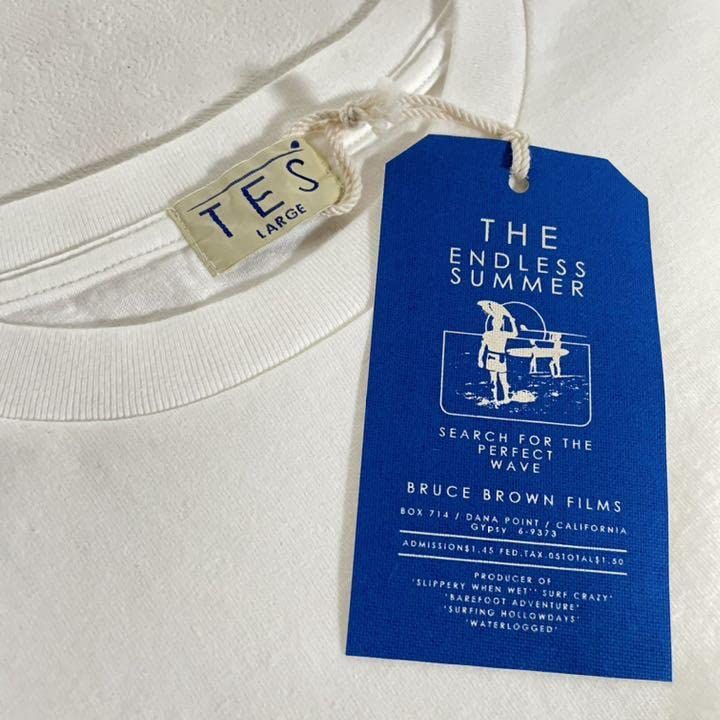 TES
LARGE
THE
ENDLESS
SUMMER
SEARCH FOR THE
PERFECT
WAVE
BRUCE BROWN FILMS
BOX 714 / DANA POINT / CALIFORNIA
GYPSY 6-9373
ADMISSION$1.45 FED.TAX.05TOTAL$1.50
PRODUCER OF
'SLIPPERY WHEN WET'' SURF CRAZY'
'BAREFOOT ADVENTURE'
'SURFING HOLLOWDAYS'
'WATERLOGGED'